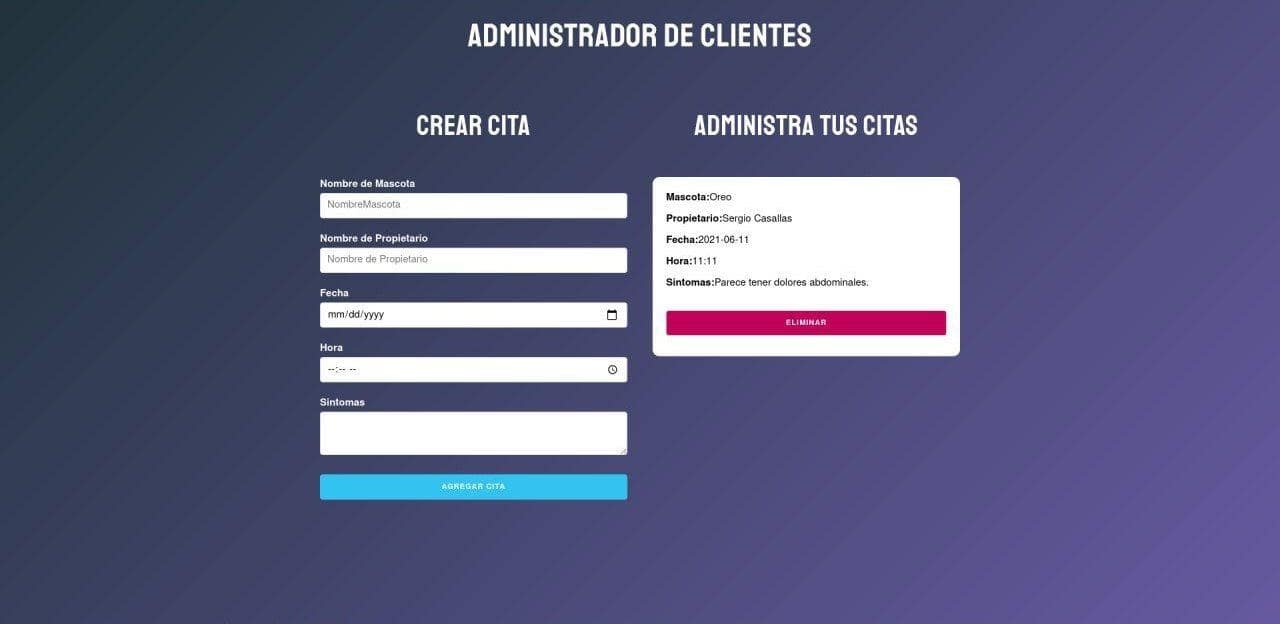 ADMINISTRADOR DE CLIENTES
CREAR CITA
Nombre de Mascota
NombreMascota
Nombre de Propietario
Nombre de Propietario
Fecha
mm/dd/yyyy
Hora
--:-- --
Sintomas
AGREGAR CITA
ADMINISTRA TUS CITAS
Mascota:Oreo
Propietario:Sergio Casallas
Fecha:2021-06-11
Hora:11:11
Sintomas:Parece tener dolores abdominales.
ELIMINAR